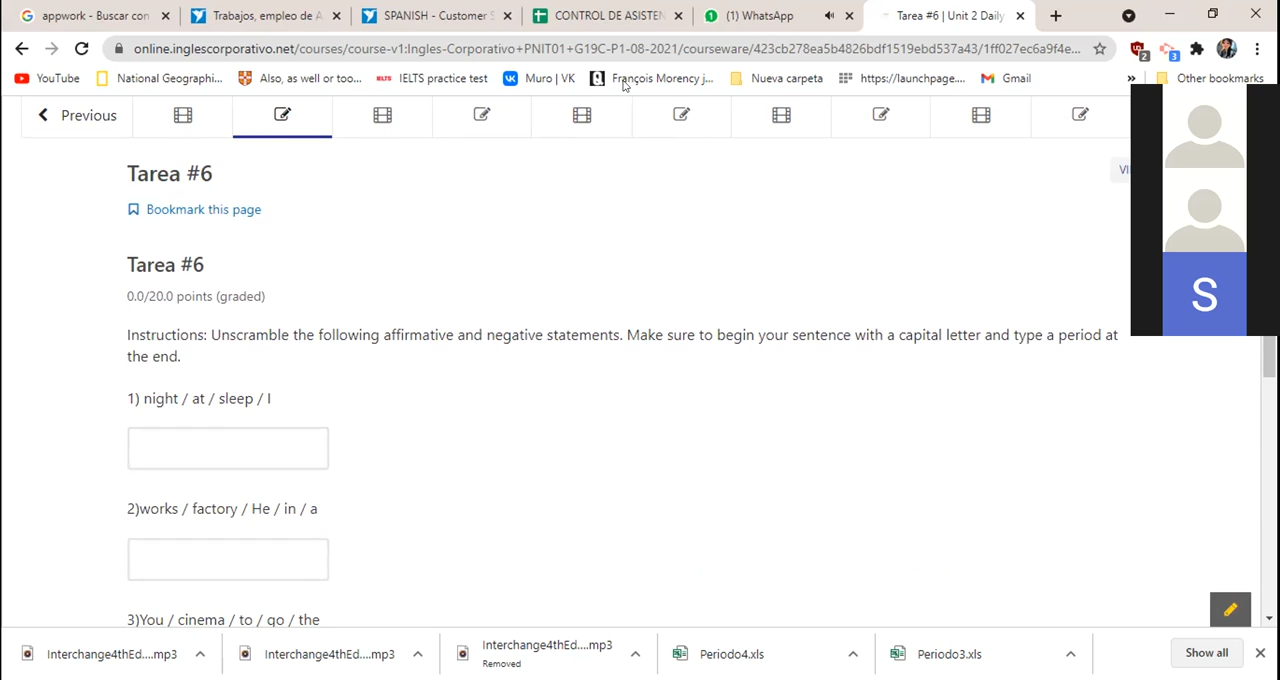 appwork - Buscar con
Trabajos, empleo de A
SPANISH - Customer S
CONTROL DE ASISTEN
(1) WhatsApp
Tarea #6 | Unit 2 Daily
online.inglescorporativo.net/courses/course-v1:Ingles-Corporativo+PNIT01+G19C-P1-08-2021/courseware/423cb278ea5b4826bdf1519ebd537a43/1ff027ec6a9f4e...
2
3
YouTube
National Geographi...
Also, as well or too...
IELTS practice test
Muro | VK
François Morency j...
Nueva carpeta
https://launchpage....
Gmail
»
Other bookmarks
Previous
Tarea #6
VI
Bookmark this page
Tarea #6
0.0/20.0 points (graded)
Instructions: Unscramble the following affirmative and negative statements. Make sure to begin your sentence with a capital letter and type a period at
the end.
S
1) night / at / sleep / I
2)works / factory / He / in / a
3)You / cinema / to / go / the
Interchange4thEd....mp3
Interchange4thEd....mp3
Interchange4thEd....mp3
Removed
Periodo4.xls
Periodo3.xls
Show all